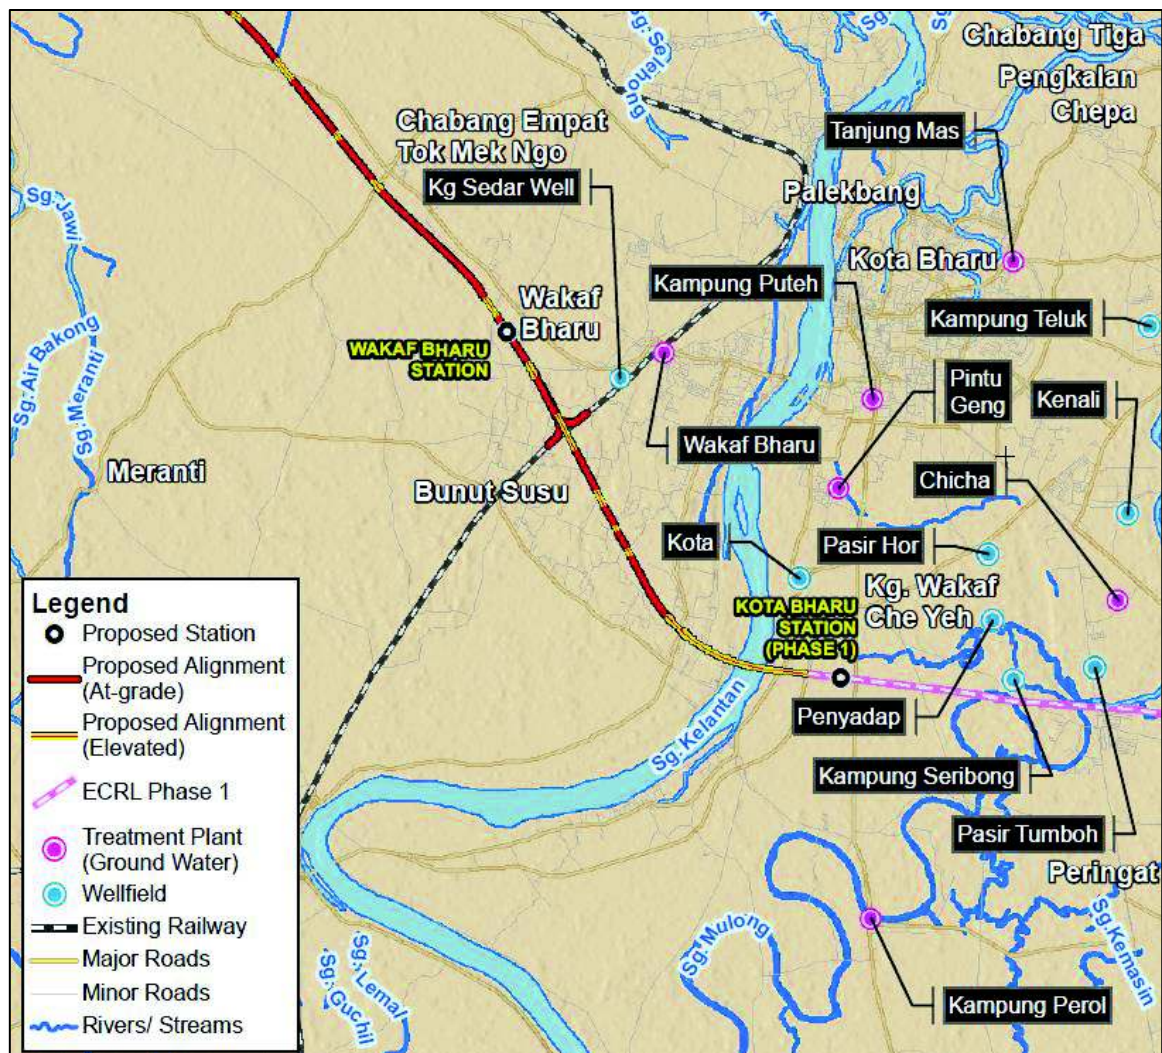 Chabang Tiga
Pengkalan
Chepa
Sg. Selehong
Tanjung Mas
Chabang Empat
Tok Mek Ngo
Kg Sedar Well
Palekbang
Sg. Jawi
Kota Bharu
Kampung Puteh
Wakaf
Bharu
Kampung Teluk
WAKAF BHARU
STATION
Sg. Air Bakong
Sg. Meranti
Pintu
Geng
Kenali
Wakaf Bharu
Meranti
Bunut Susu
Chicha
Kota
Pasir Hor
Kg. Wakaf
Che Yeh
KOTA BHARU
STATION
(PHASE 1)
Sg. Kelantan
Penyadap
Kampung Seribong
Pasir Tumboh
Peringat
Sg. Mulong
Sg. Kemasin
Sg. Lemal
Sg. Guchil
Kampung Perol
Legend
Proposed Station
Proposed Alignment
(At-grade)
Proposed Alignment
(Elevated)
ECRL Phase 1
Treatment Plant
(Ground Water)
Wellfield
Existing Railway
Major Roads
Minor Roads
Rivers/ Streams